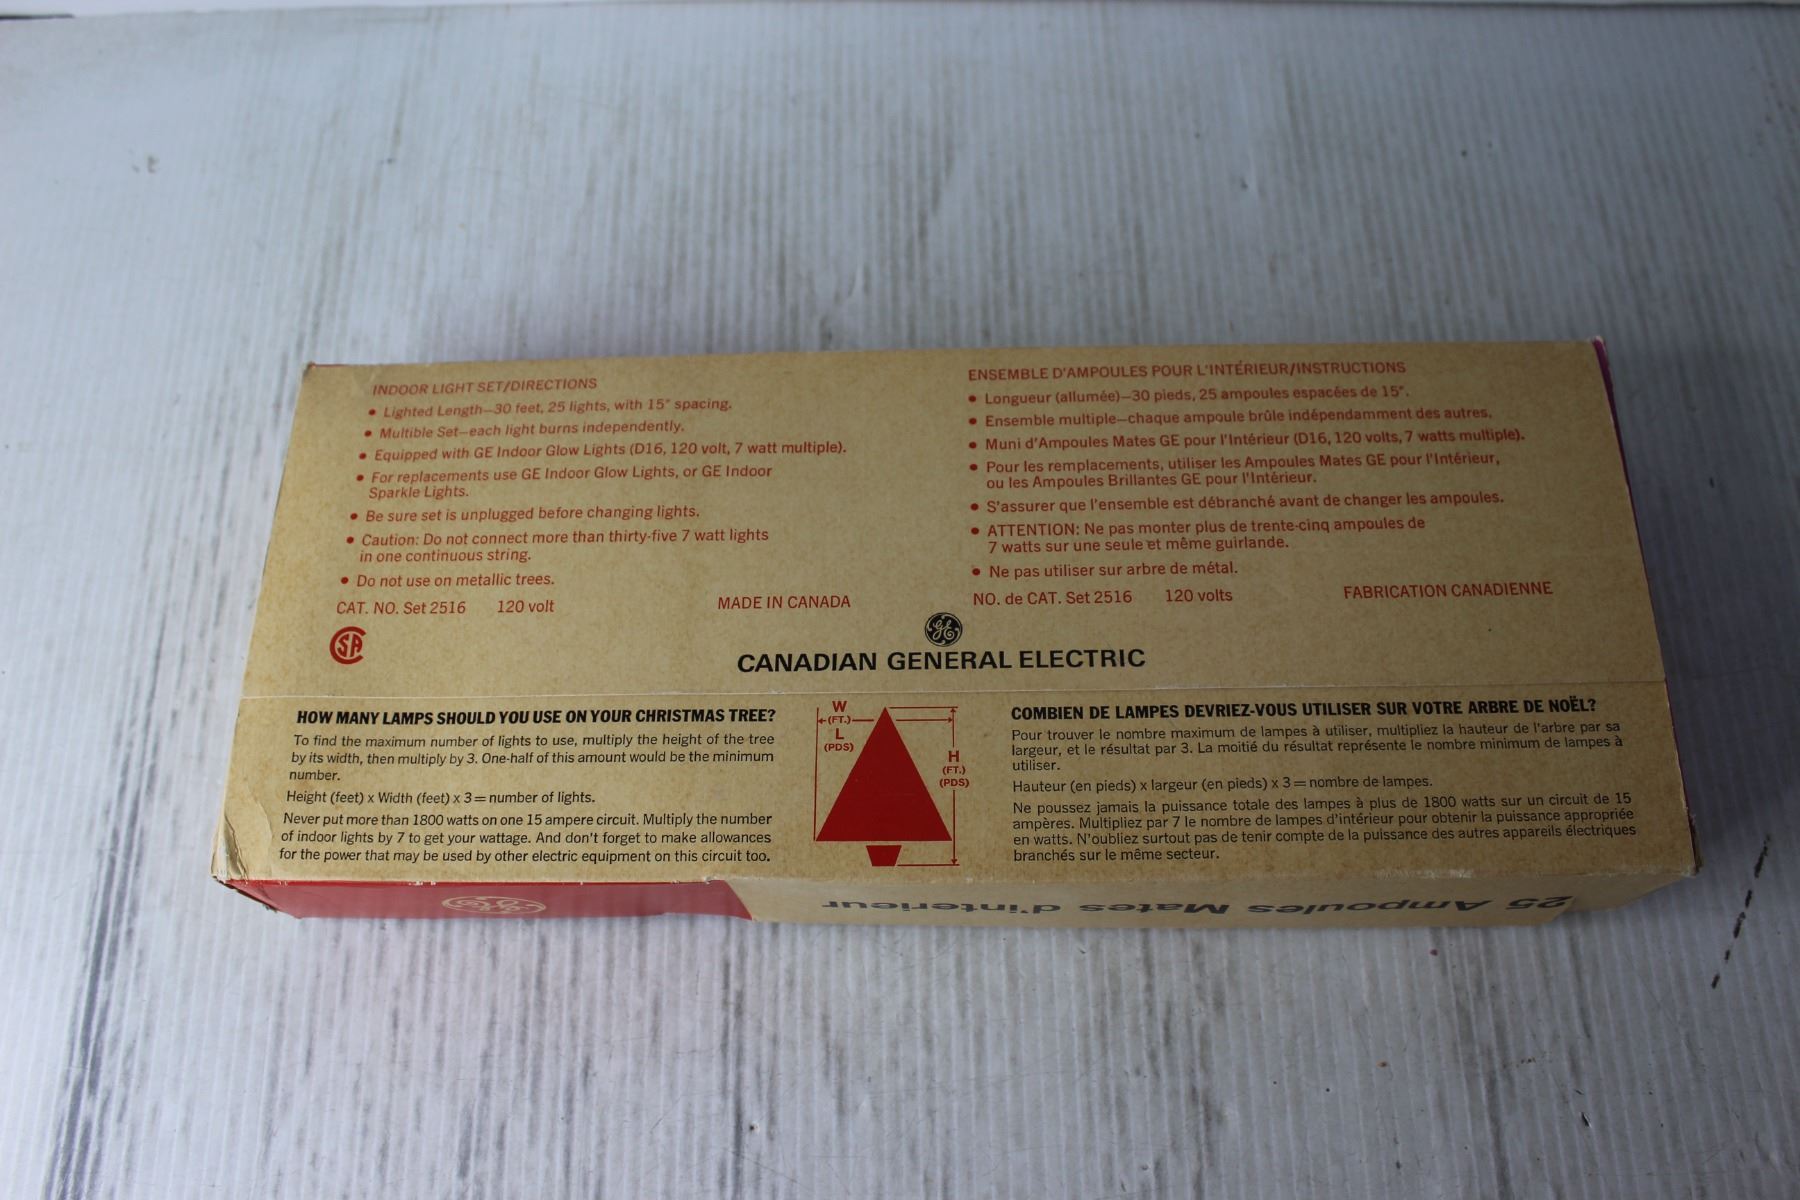 INDOOR LIGHT SET/DIRECTIONS
• Lighted Length—30 feet, 25 lights, with 15" spacing.
• Multible Set—each light burns independently.
• Equipped with GE Indoor Glow Lights (D16, 120 volt, 7 watt multiple).
• For replacements use GE Indoor Glow Lights, or GE Indoor
Sparkle Lights.
• Be sure set is unplugged before changing lights.
• Caution: Do not connect more than thirty-five 7 watt lights
in one continuous string.
• Do not use on metallic trees.
CAT. NO. Set 2516 120 volt MADE IN CANADA
ENSEMBLE D'AMPOULES POUR L'INTÉRIEUR/INSTRUCTIONS
• Longueur (allumée)—30 pieds, 25 ampoules espacées de 15".
• Ensemble multiple—chaque ampoule brûle indépendamment des autres.
• Muni d'Ampoules Mates GE pour l'Intérieur (D16, 120 volts, 7 watts multiple).
• Pour les remplacements, utiliser les Ampoules Mates GE pour l'Intérieur,
ou les Ampoules Brillantes GE pour l'Intérieur.
• S'assurer que l'ensemble est débranché avant de changer les ampoules.
• ATTENTION: Ne pas monter plus de trente-cinq ampoules de
7 watts sur une seule et même guirlande.
• Ne pas utiliser sur arbre de métal.
NO. de CAT. Set 2516 120 volts FABRICATION CANADIENNE
SA
GE
CANADIAN GENERAL ELECTRIC
HOW MANY LAMPS SHOULD YOU USE ON YOUR CHRISTMAS TREE?
To find the maximum number of lights to use, multiply the height of the tree
by its width, then multiply by 3. One-half of this amount would be the minimum
number.
Height (feet) x Width (feet) x 3 = number of lights.
Never put more than 1800 watts on one 15 ampere circuit. Multiply the number
of indoor lights by 7 to get your wattage. And don't forget to make allowances
for the power that may be used by other electric equipment on this circuit too.
W
(FT.)
L
(PDS)
H
(FT.)
(PDS)
COMBIEN DE LAMPES DEVRIEZ-VOUS UTILISER SUR VOTRE ARBRE DE NOËL?
Pour trouver le nombre maximum de lampes à utiliser, multipliez la hauteur de l'arbre par sa
largeur, et le résultat par 3. La moitié du résultat représente le nombre minimum de lampes à
utiliser.
Hauteur (en pieds) x largeur (en pieds) x 3 = nombre de lampes.
Ne poussez jamais la puissance totale des lampes à plus de 1800 watts sur un circuit de 15
ampères. Multipliez par 7 le nombre de lampes d'intérieur pour obtenir la puissance appropriée
en watts. N'oubliez surtout pas de tenir compte de la puissance des autres appareils électriques
branchés sur le même secteur.
GE
25 Ampoules Mates d'intérieur